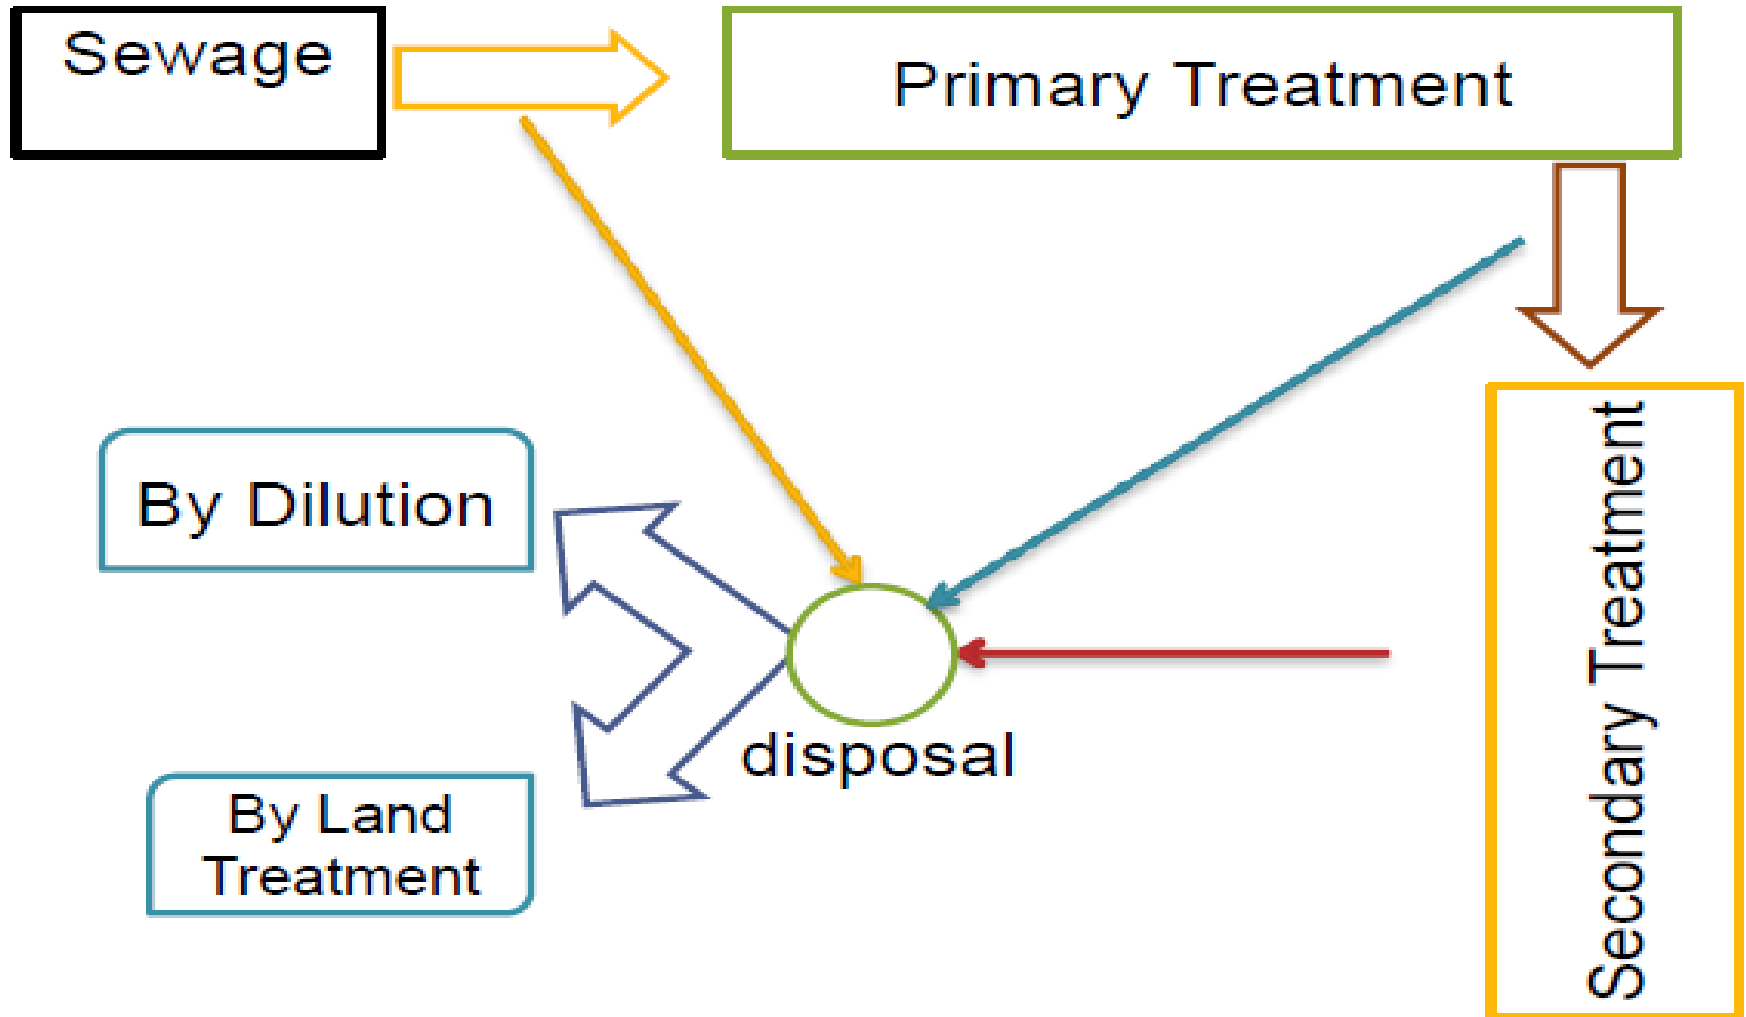 Sewage
Primary Treatment
By Dilution
disposal
By Land
Treatment
Secondary Treatment